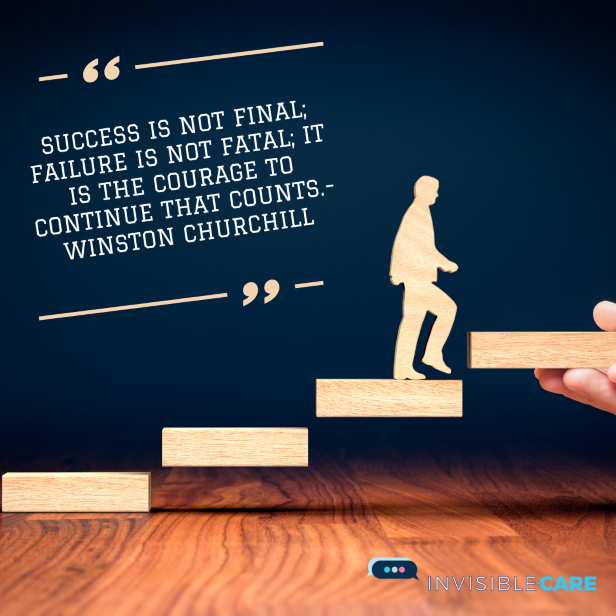 “
SUCCESS IS NOT FINAL;
FAILURE IS NOT FATAL; IT
IS THE COURAGE TO
CONTINUE THAT COUNTS.-
WINSTON CHURCHILL
”
INVISIBLECARE